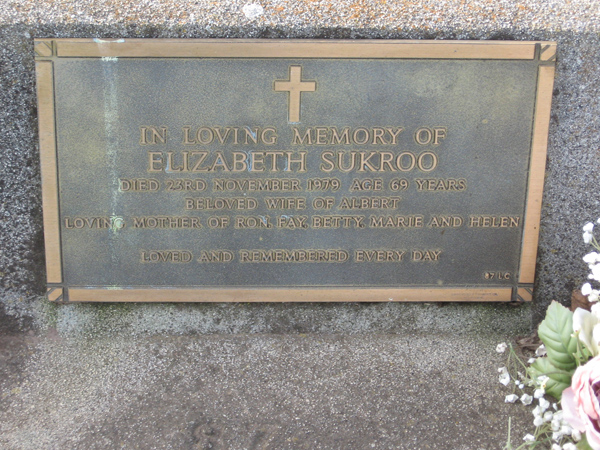 IN LOVING MEMORY OF
ELIZABETH SUKROO
DIED 23RD NOVEMBER 1979 AGE 69 YEARS
BELOVED WIFE OF ALBERT
LOVING MOTHER OF RON, FAY, BETTY, MARIE AND HELEN
LOVED AND REMEMBERED EVERY DAY